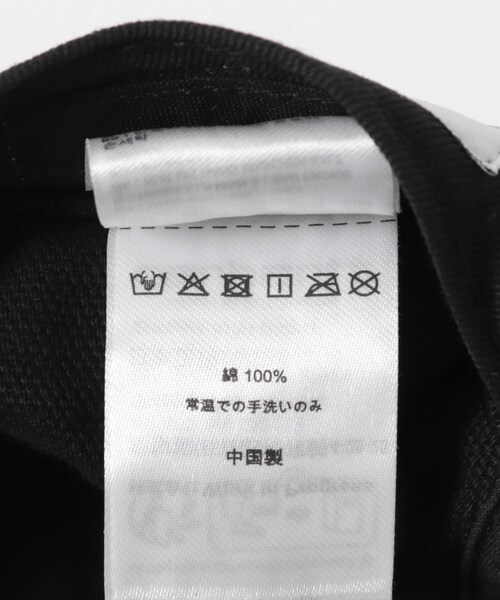 綿 100%
常温での手洗いのみ
中国製